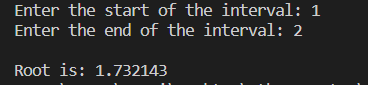 Enter the start of the interval: 1
Enter the end of the interval: 2
Root is: 1.732143